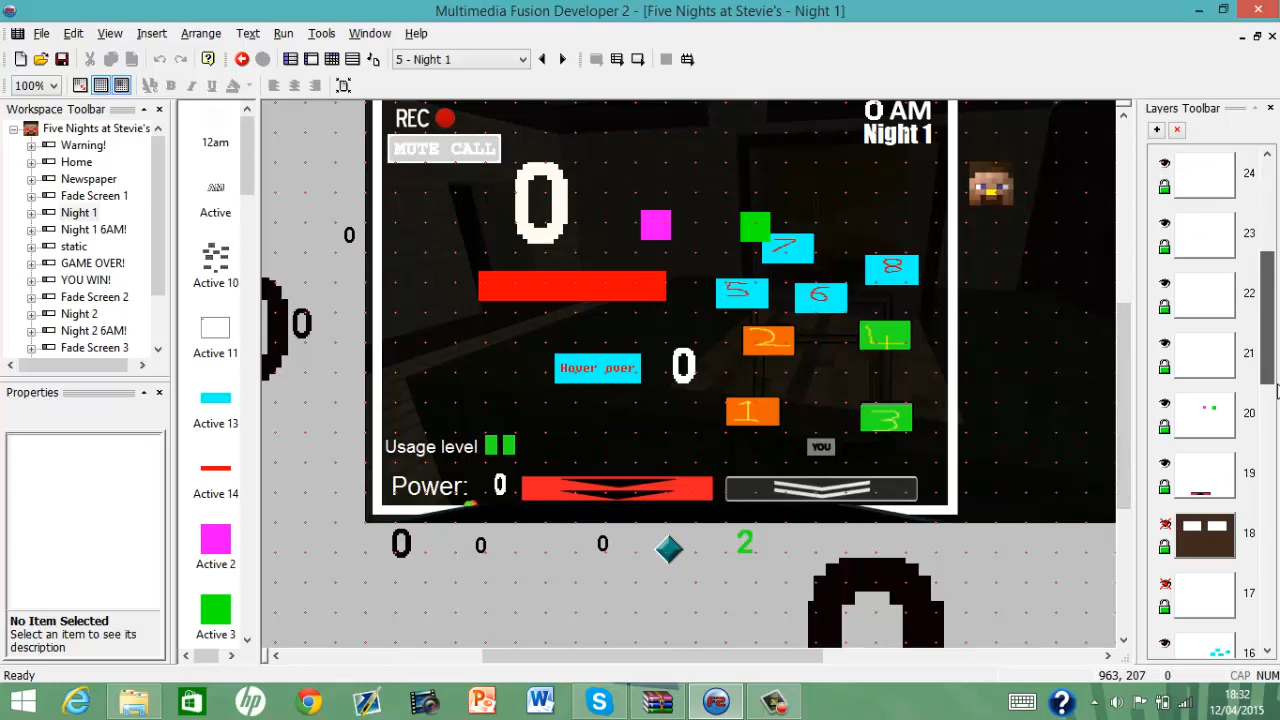 Multimedia Fusion Developer 2 - [Five Nights at Stevie's - Night 1]
File Edit View Insert Arrange Text Run Tools Window Help
5 - Night 1
100%
Workspace Toolbar
Five Nights at Stevie's
Warning!
Home
Newspaper
Fade Screen 1
Night 1
Night 1 6AM!
static
GAME OVER!
YOU WIN!
Fade Screen 2
Night 2
Night 2 6AM!
Fade Screen 3
Properties
No Item Selected
Select an item to see its
description
12am
AM
Active
Active 10
Active 11
Active 13
Active 14
Active 2
Active 3
REC
MUTE CALL
0 AM
Night 1
0
0
0
7
8
5
6
2
4
Hover over
0
1
3
Usage level
YOU
Power: 0
0
0
0
2
0
Layers Toolbar
24
23
22
21
20
19
18
17
16
Ready
963, 207
0
CAP NUM
18:32
12/04/2015